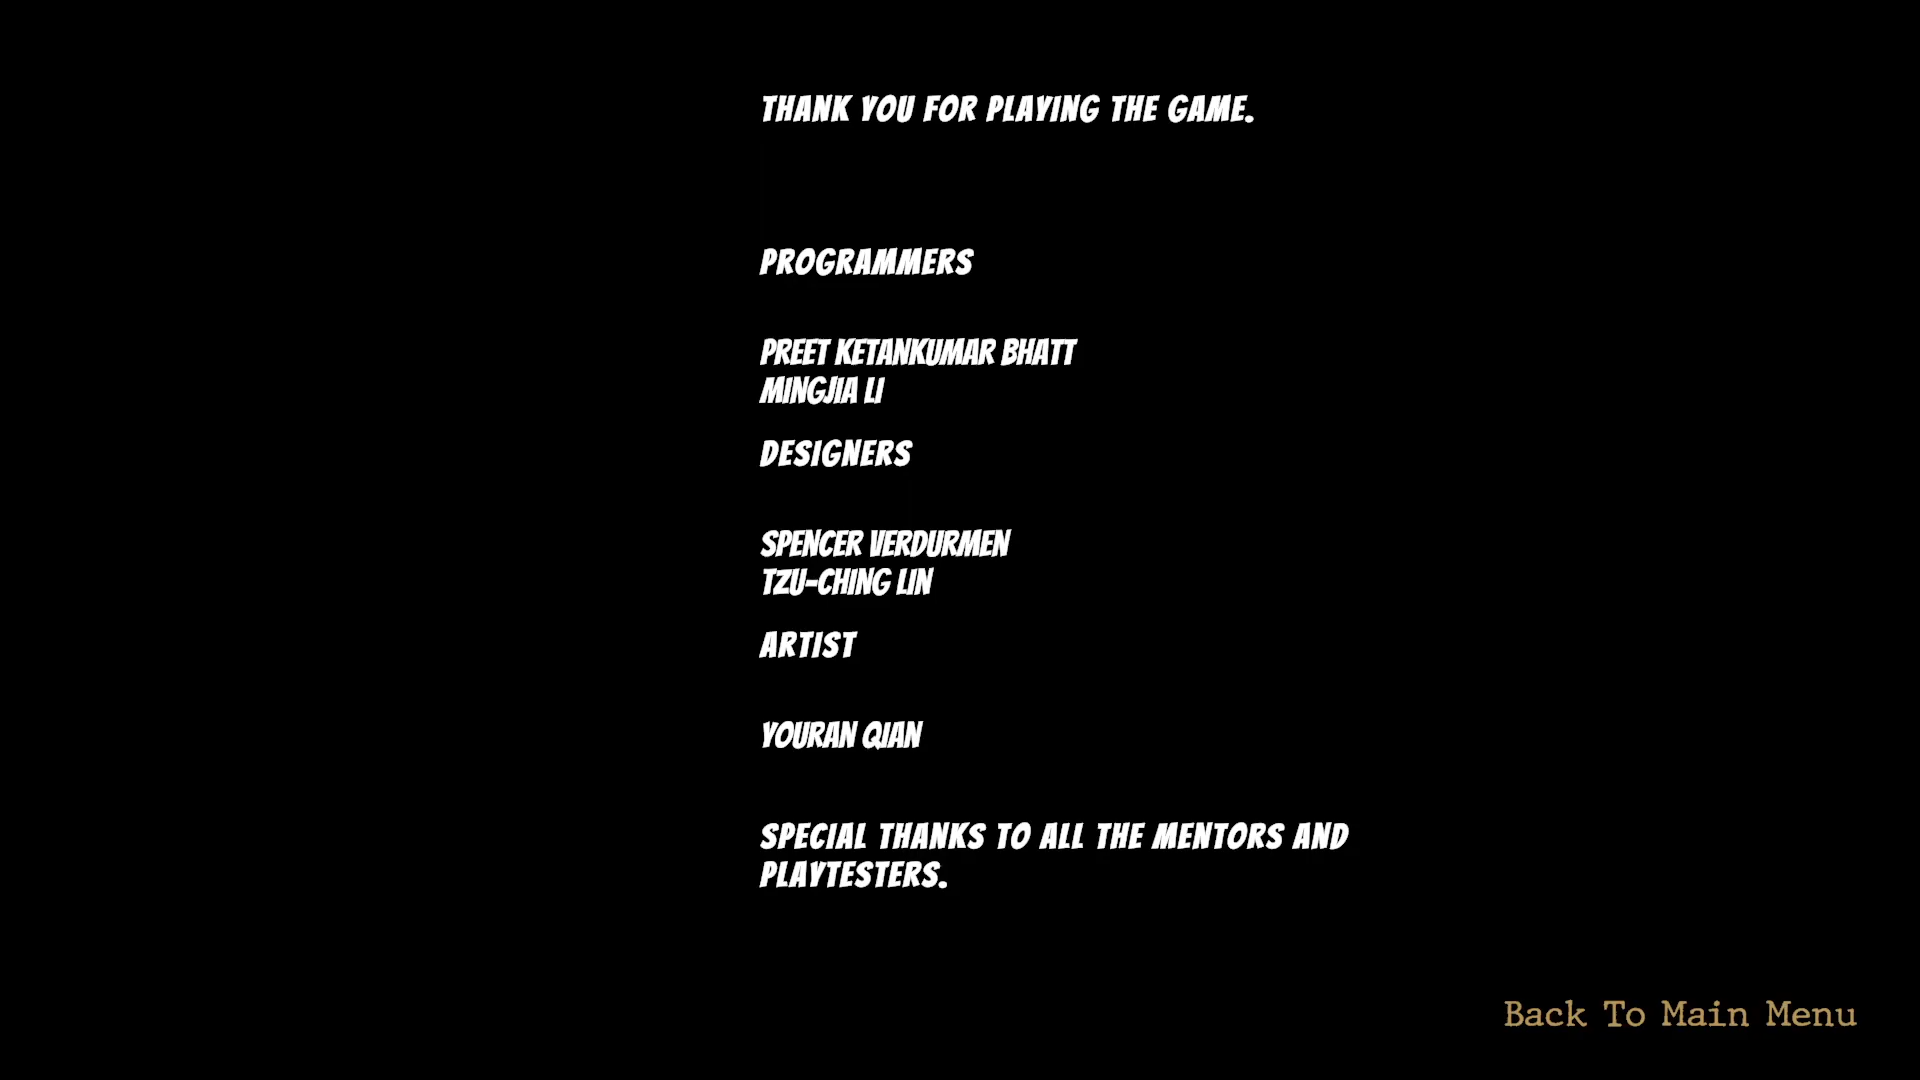 THANK YOU FOR PLAYING THE GAME.
PROGRAMMERS
PREET KETANKUMAR BHATT
MINGJIA LI
DESIGNERS
SPENCER VERDURMEN
TZU-CHING LIN
ARTIST
YOURAN QIAN
SPECIAL THANKS TO ALL THE MENTORS AND
PLAYTESTERS.
Back To Main Menu